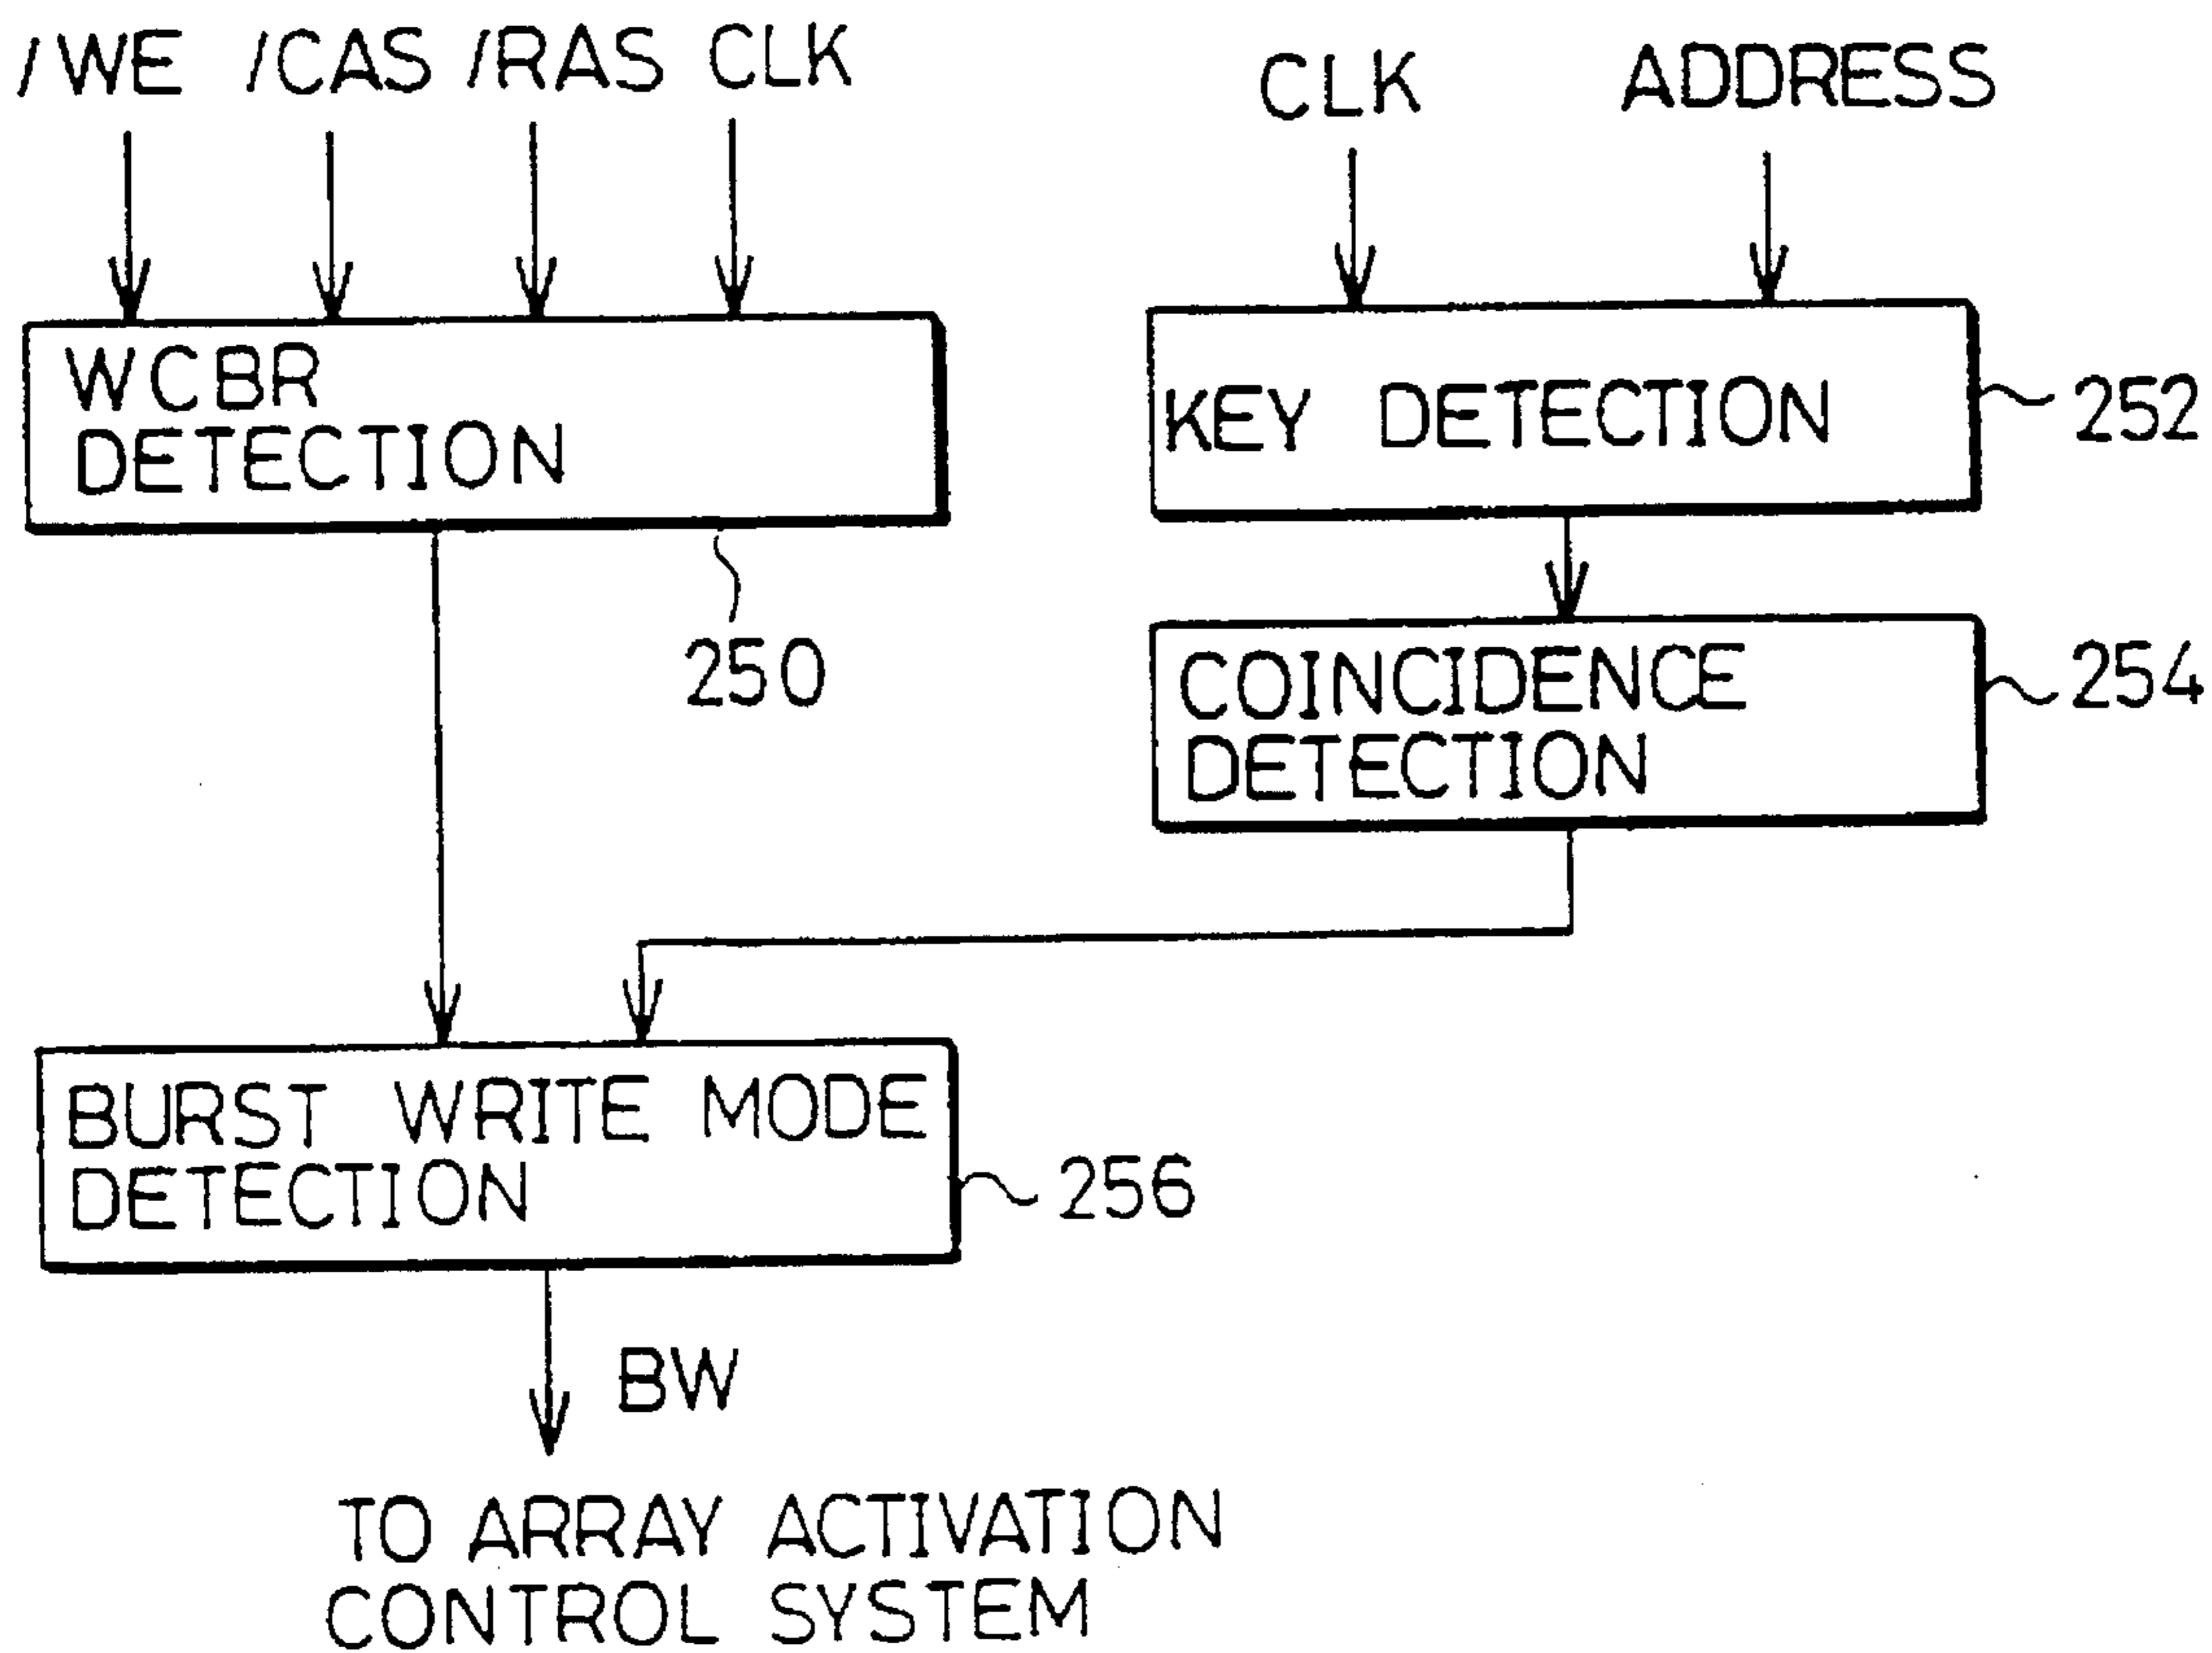 /WE /CAS /RAS CLK
CLK ADDRESS
WCBR
DETECTION
KEY DETECTION
252
250
COINCIDENCE
DETECTION
254
BURST WRITE MODE
DETECTION
256
BW
TO ARRAY ACTIVATION
CONTROL SYSTEM